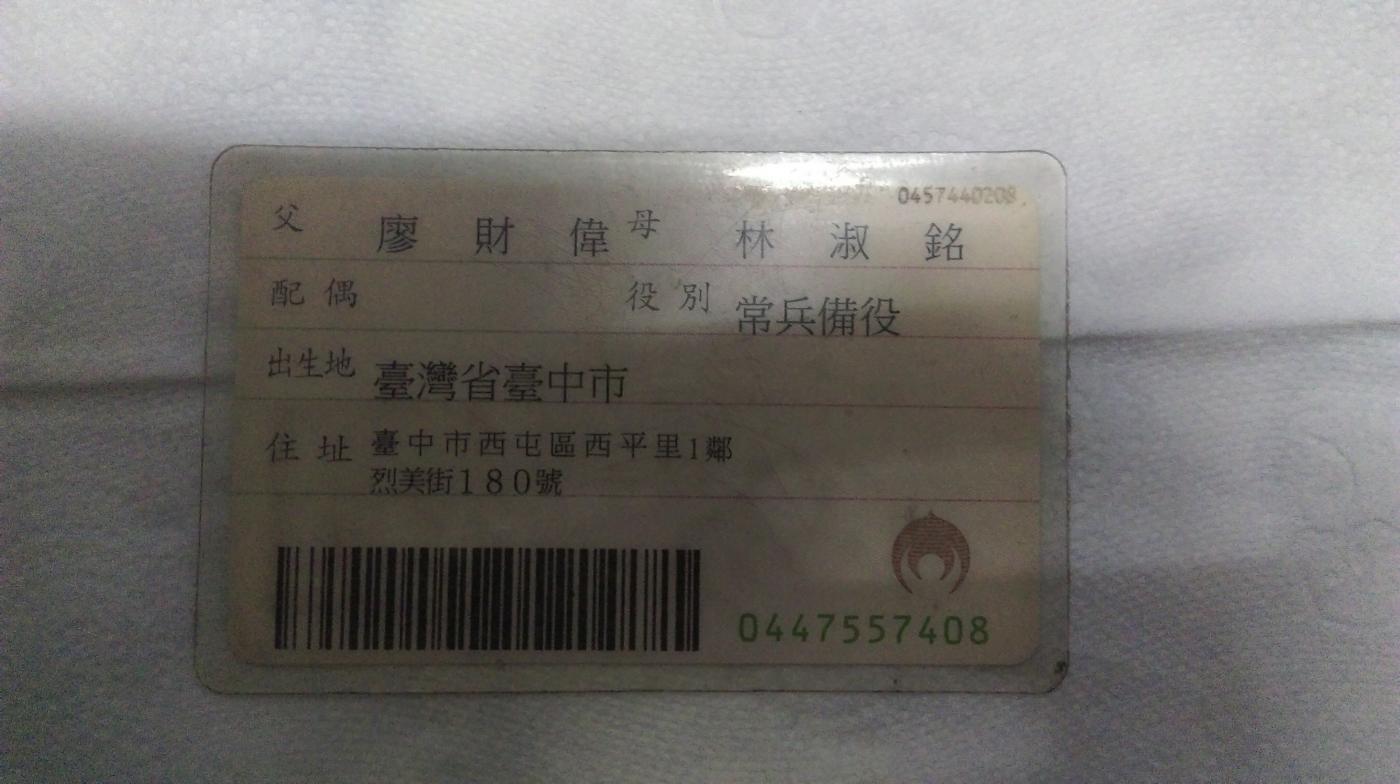 0457440208
父 廖財偉 母 林淑銘
配偶 役別 常兵備役
出生地 臺灣省臺中市
住址 臺中市西屯區西平里1鄰
烈美街180號
0447557408